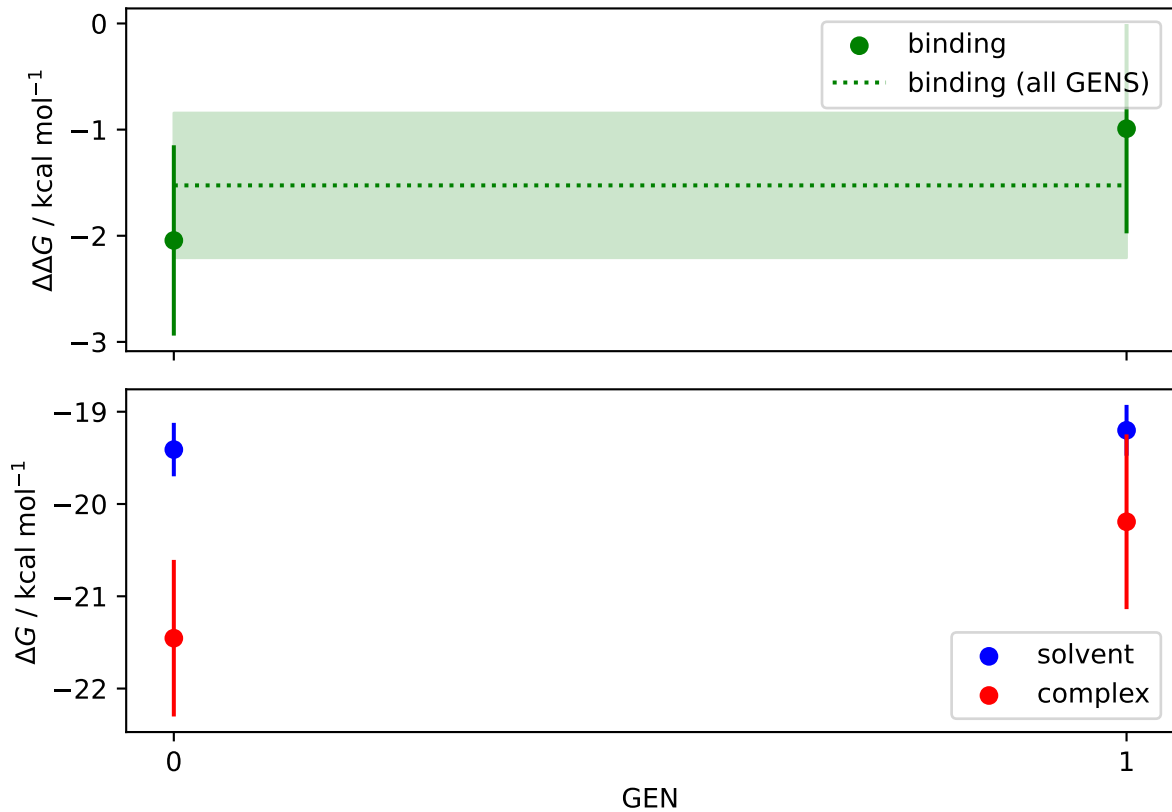 0
−1
−2
−3
ΔΔG / kcal mol⁻¹
binding
binding (all GENS)
−19
−20
−21
−22
ΔG / kcal mol⁻¹
solvent
complex
0
1
GEN